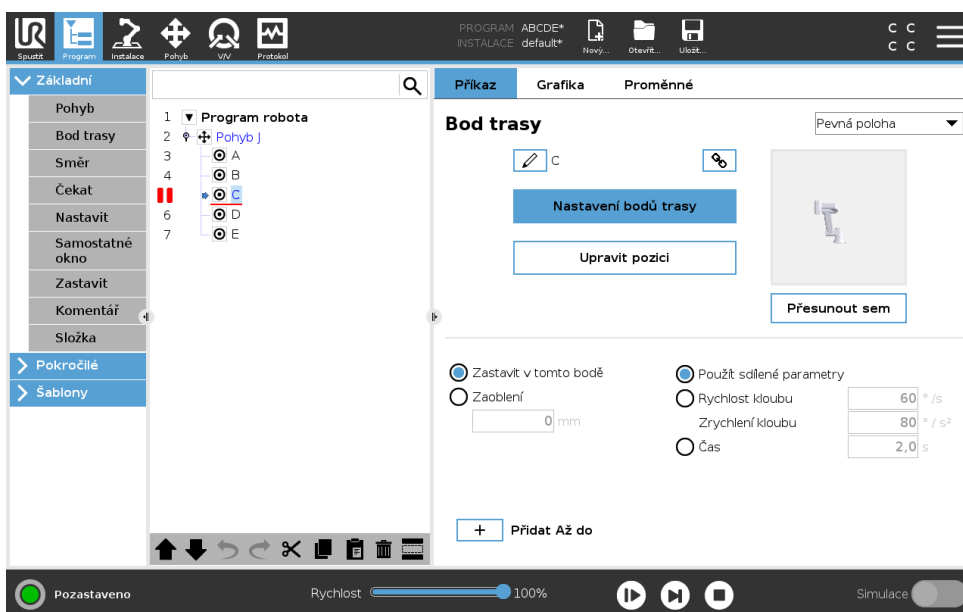 UR
PROGRAM ABCDE*
INSTALACE default*
C C
C C
Spustit Program Instalace Pohyb V/V Protokol Nový... Otevřít... Uložit...
Základní
Pohyb
Bod trasy
Směr
Čekat
Nastavit
Samostatné
okno
Zastavit
Komentář
Složka
Pokročilé
Šablony
1 Program robota
2 Pohyb J
3 A
4 B
C
6 D
7 E
Příkaz Grafika Proměnné
Bod trasy
Pevná poloha
C
Nastavení bodů trasy
Upravit pozici
Přesunout sem
Zastavit v tomto bodě
Zaoblení
0 mm
Použít sdílené parametry
Rychlost kloubu 60 ° /s
Zrychlení kloubu 80 ° / s²
Čas 2,0 s
+ Přidat Až do
Pozastaveno
Rychlost 100%
Simulace